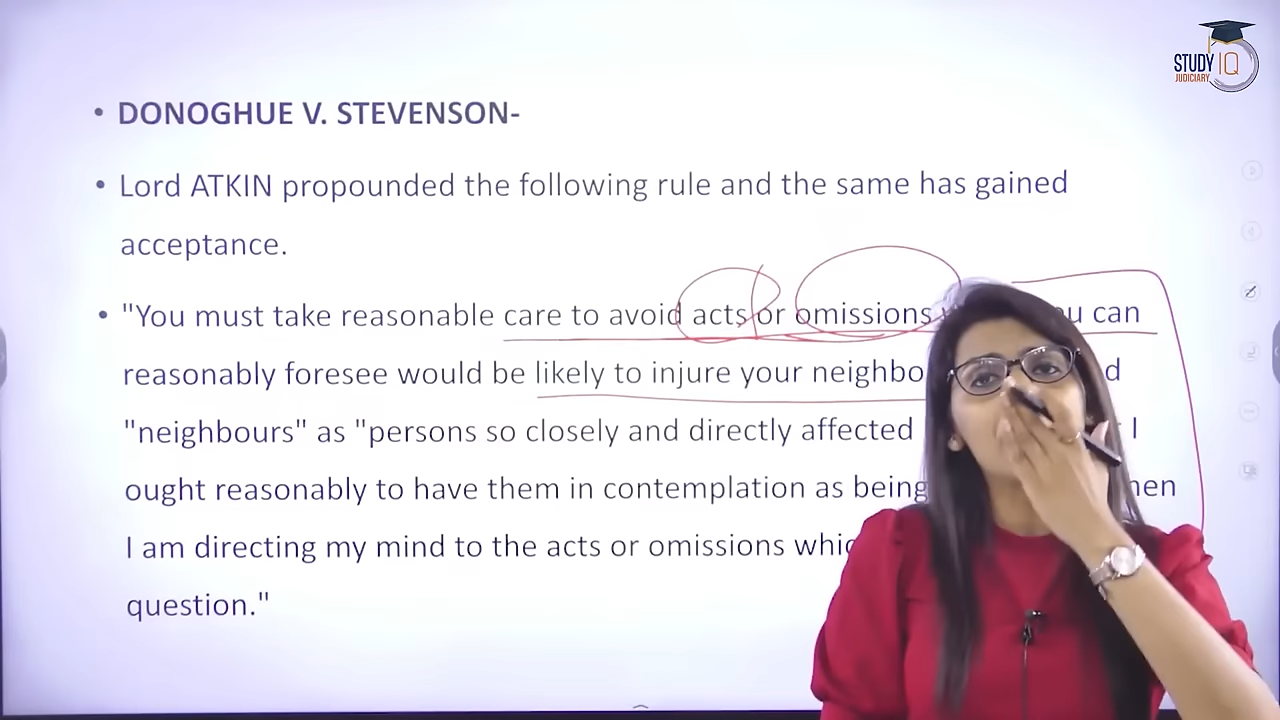 STUDY IQ
JUDICIARY
• DONOGHUE V. STEVENSON-
• Lord ATKIN propounded the following rule and the same has gained
acceptance.
• "You must take reasonable care to avoid acts or omissions can
reasonably foresee would be likely to injure your
"neighbours" as "persons so closely and directly affected I
ought reasonably to have them in contemplation as being
I am directing my mind to the acts or omissions
question."